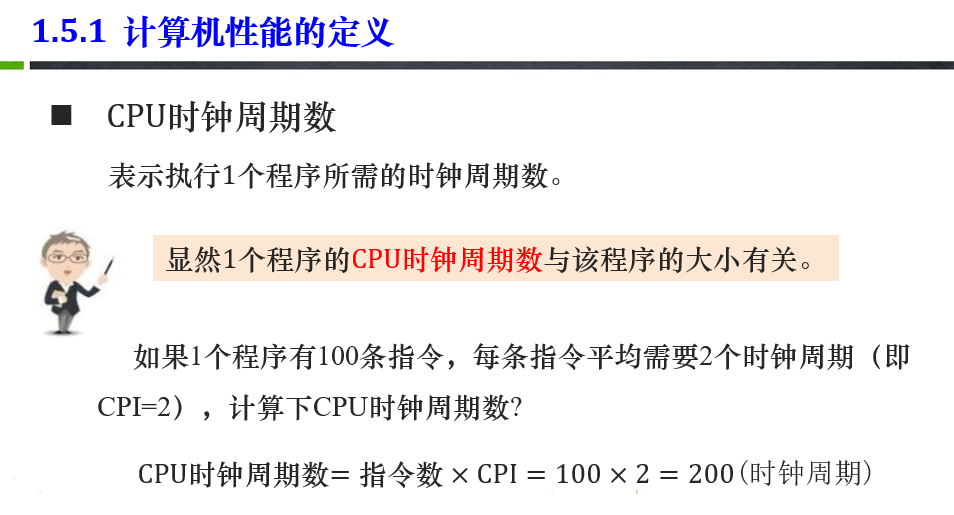 1.5.1 计算机性能的定义
■ CPU时钟周期数
表示执行1个程序所需的时钟周期数。
显然1个程序的CPU时钟周期数与该程序的大小有关。
如果1个程序有100条指令，每条指令平均需要2个时钟周期（即
CPI=2），计算下CPU时钟周期数?
CPU时钟周期数= 指令数 × CPI = 100 × 2 = 200(时钟周期)